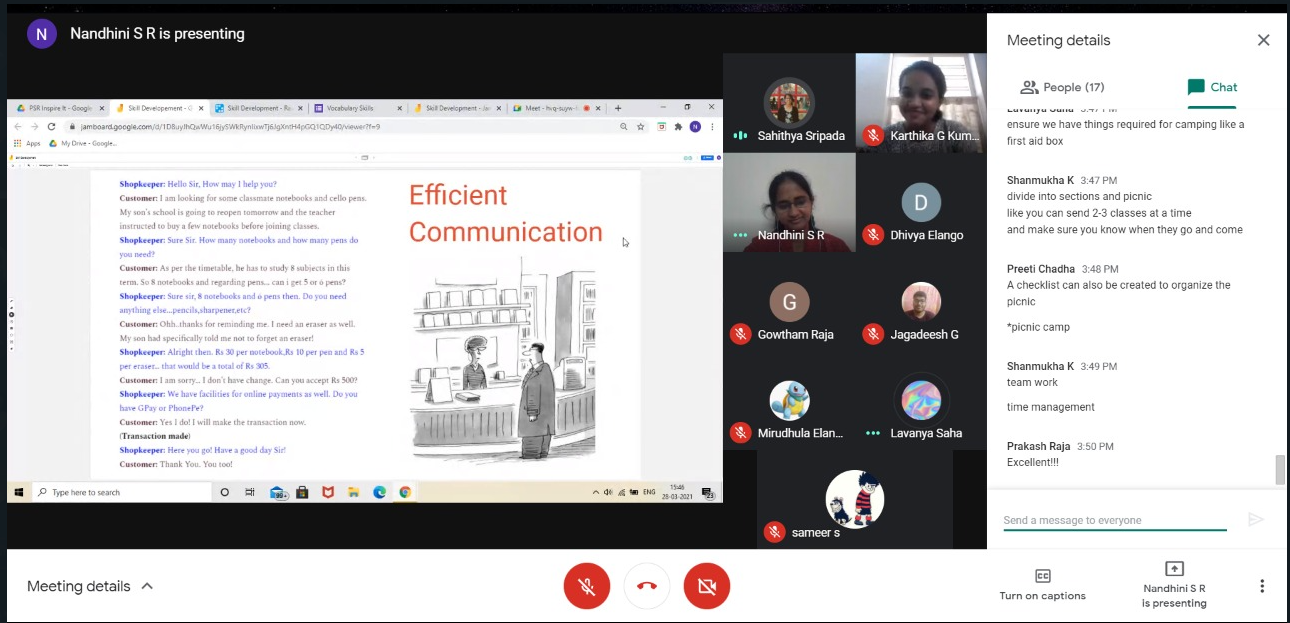 N
Nandhini S R is presenting
PSR Inspire It - Google
Skill Developement - G
Skill Development - Re
Vocabulary Skills
Skill Development - Jan
Meet - hvq-tuyw-
Apps
My Drive - Google...
Shopkeeper: Hello Sir, How may I help you?
Customer: I am looking for some classmate notebooks and cello pens.
My son's school is going to reopen tomorrow and the teacher
instructed to buy a few notebooks before joining classes.
Shopkeeper: Sure Sir. How many notebooks and how many pens do
you need?
Customer: As per the timetable, he has to study 8 subjects in this
term. So 8 notebooks and regarding pens... can i get 5 or 6 pens?
Shopkeeper: Sure sir, 8 notebooks and 6 pens then. Do you need
anything else...pencils,sharpener,etc?
Customer: Ohh..thanks for reminding me. I need an eraser as well.
My son had specifically told me not to forget an eraser!
Shopkeeper: Alright then. Rs 30 per notebook,Rs 10 per pen and Rs 5
per eraser... that would be a total of Rs 305.
Customer: I am sorry... I don't have change. Can you accept Rs 500?
Shopkeeper: We have facilities for online payments as well. Do you
have GPay or PhonePe?
Customer: Yes I do! I will make the transaction now.
(Transaction made)
Shopkeeper: Here you go! Have a good day Sir!
Customer: Thank You. You too!
Efficient
Communication
Type here to search
99+
ENG
15:46
28-03-2021
23
Sahithya Sripada
Karthika G Kum...
Nandhini S R
D
Dhivya Elango
G
Gowtham Raja
Jagadeesh G
Mirudhula Elan...
Lavanya Saha
sameer s
Meeting details
People (17)
Chat
Lavanya Saha 3:47 PM
ensure we have things required for camping like a
first aid box
Shanmukha K 3:47 PM
divide into sections and picnic
like you can send 2-3 classes at a time
and make sure you know when they go and come
Preeti Chadha 3:48 PM
A checklist can also be created to organize the
picnic
*picnic camp
Shanmukha K 3:49 PM
team work
time management
Prakash Raja 3:50 PM
Excellent!!!
Send a message to everyone
Meeting details
CC
Turn on captions
Nandhini S R
is presenting